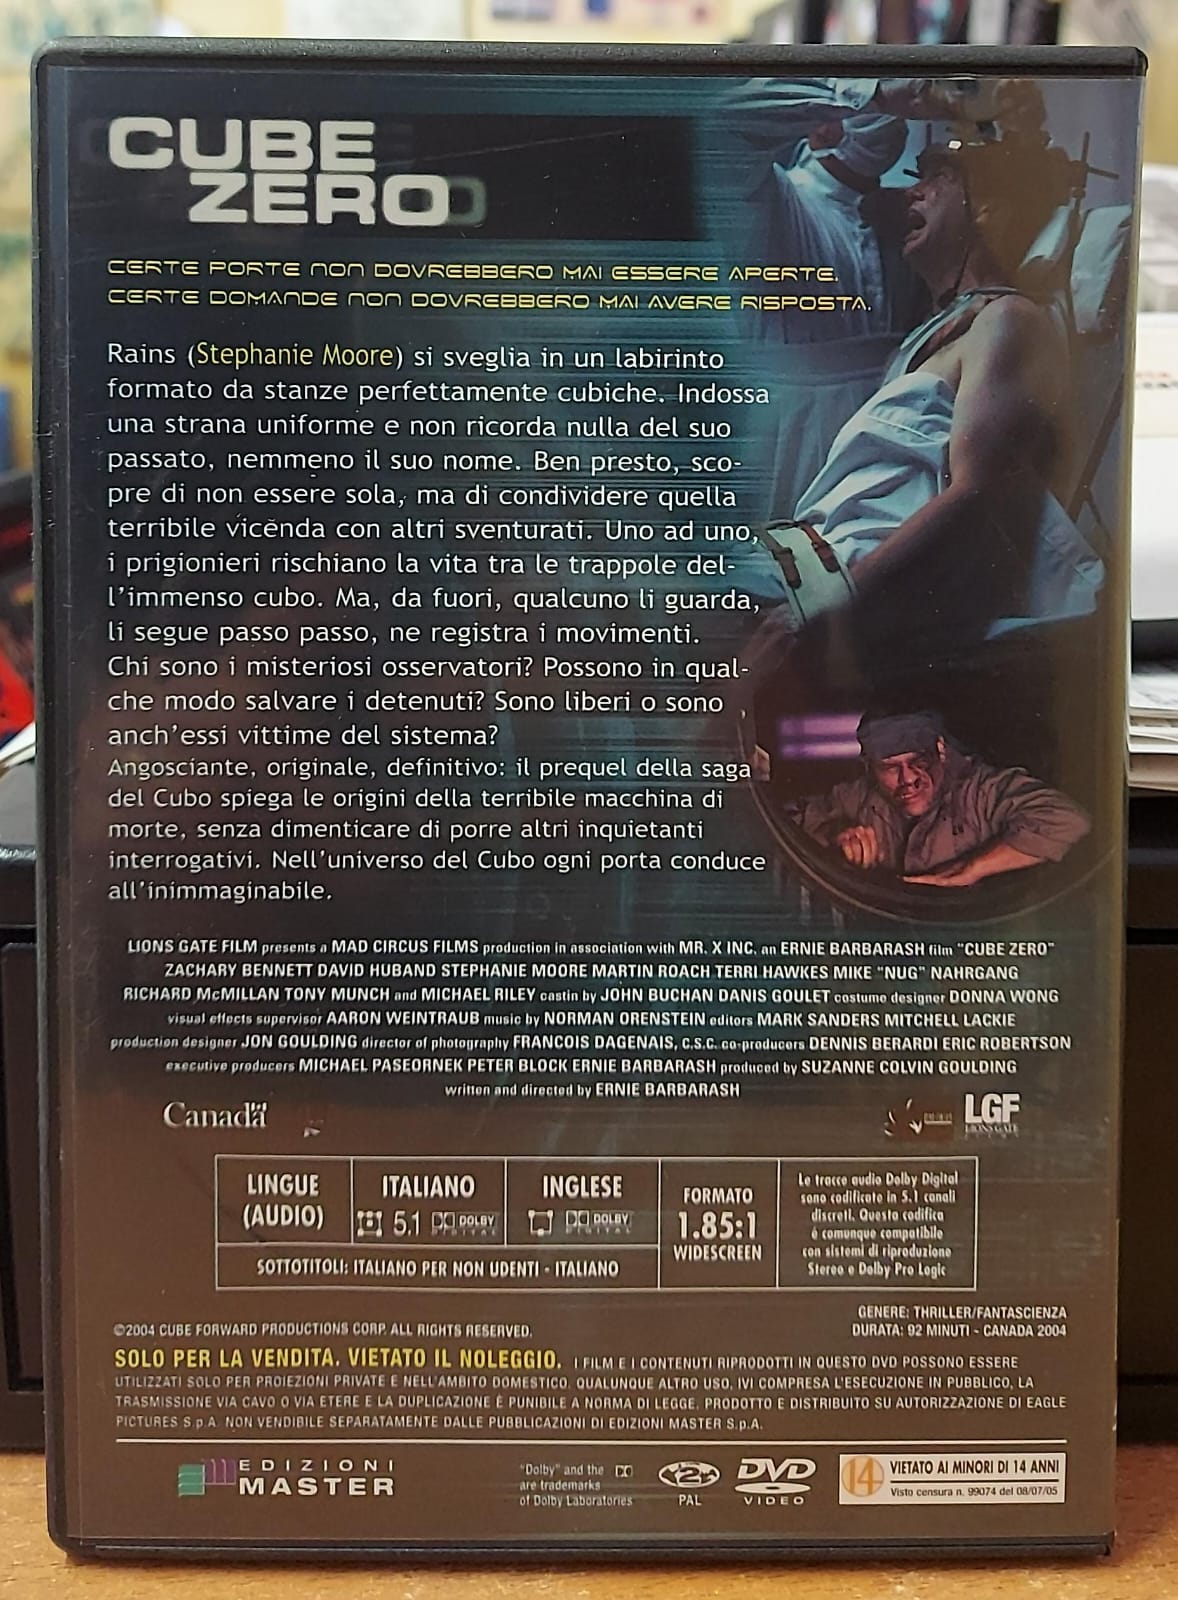 CUBE
ZERO
CERTE PORTE NON DOVREBBERO MAI ESSERE APERTE.
CERTE DOMANDE NON DOVREBBERO MAI AVERE RISPOSTA.
Rains (Stephanie Moore) si sveglia in un labirinto
formato da stanze perfettamente cubiche. Indossa
una strana uniforme e non ricorda nulla del suo
passato, nemmeno il suo nome. Ben presto, sco-
pre di non essere sola, ma di condividere quella
terribile vicenda con altri sventurati. Uno ad uno,
i prigionieri rischiano la vita tra le trappole del-
l'immenso cubo. Ma, da fuori, qualcuno li guarda,
li segue passo passo, ne registra i movimenti.
Chi sono i misteriosi osservatori? Possono in qual-
che modo salvare i detenuti? Sono liberi o sono
anch'essi vittime del sistema?
Angosciante, originale, definitivo: il prequel della saga
del Cubo spiega le origini della terribile macchina di
morte, senza dimenticare di porre altri inquietanti
interrogativi. Nell'universo del Cubo ogni porta conduce
all'inimmaginabile.
LIONS GATE FILM presents a MAD CIRCUS FILMS production in association with MR. X INC. an ERNIE BARBARASH film "CUBE ZERO"
ZACHARY BENNETT DAVID HUBAND STEPHANIE MOORE MARTIN ROACH TERRI HAWKES MIKE "NUG" NAHRGANG
RICHARD McMILLAN TONY MUNCH and MICHAEL RILEY castin by JOHN BUCHAN DANIS GOULET costume designer DONNA WONG
visual effects supervisor AARON WEINTRAUB music by NORMAN ORENSTEIN editors MARK SANDERS MITCHELL LACKIE
production designer JON GOULDING director of photography FRANCOIS DAGENAIS, C.S.C. co-producers DENNIS BERARDI ERIC ROBERTSON
executive producers MICHAEL PASEORNEK PETER BLOCK ERNIE BARBARASH produced by SUZANNE COLVIN GOULDING
written and directed by ERNIE BARBARASH
Canada
LGF
LIONS GATE
LINGUE
(AUDIO)
ITALIANO
5.1 DOLBY
DIGITAL
INGLESE
DOLBY
DIGITAL
SOTTOTITOLI: ITALIANO PER NON UDENTI - ITALIANO
FORMATO
1.85:1
WIDESCREEN
Le tracce audio Dolby Digital
sono codificate in 5.1 canali
discreti. Questa codifica
è comunque compatibile
con sistemi di riproduzione
Stereo e Dolby Pro Logic
GENERE: THRILLER/FANTASCIENZA
DURATA: 92 MINUTI - CANADA 2004
©2004 CUBE FORWARD PRODUCTIONS CORP. ALL RIGHTS RESERVED.
SOLO PER LA VENDITA. VIETATO IL NOLEGGIO. I FILM E I CONTENUTI RIPRODOTTI IN QUESTO DVD POSSONO ESSERE
UTILIZZATI SOLO PER PROIEZIONI PRIVATE E NELL'AMBITO DOMESTICO. QUALUNQUE ALTRO USO, IVI COMPRESA L'ESECUZIONE IN PUBBLICO, LA
TRASMISSIONE VIA CAVO O VIA ETERE E LA DUPLICAZIONE È PUNIBILE A NORMA DI LEGGE. PRODOTTO E DISTRIBUITO SU AUTORIZZAZIONE DI EAGLE
PICTURES S.p.A. NON VENDIBILE SEPARATAMENTE DALLE PUBBLICAZIONI DI EDIZIONI MASTER S.p.A.
EDIZIONI
MASTER
"Dolby" and the
are trademarks
of Dolby Laboratories
2
PAL
DVD
VIDEO
14
VIETATO AI MINORI DI 14 ANNI
Visto censura n. 99074 del 08/07/05